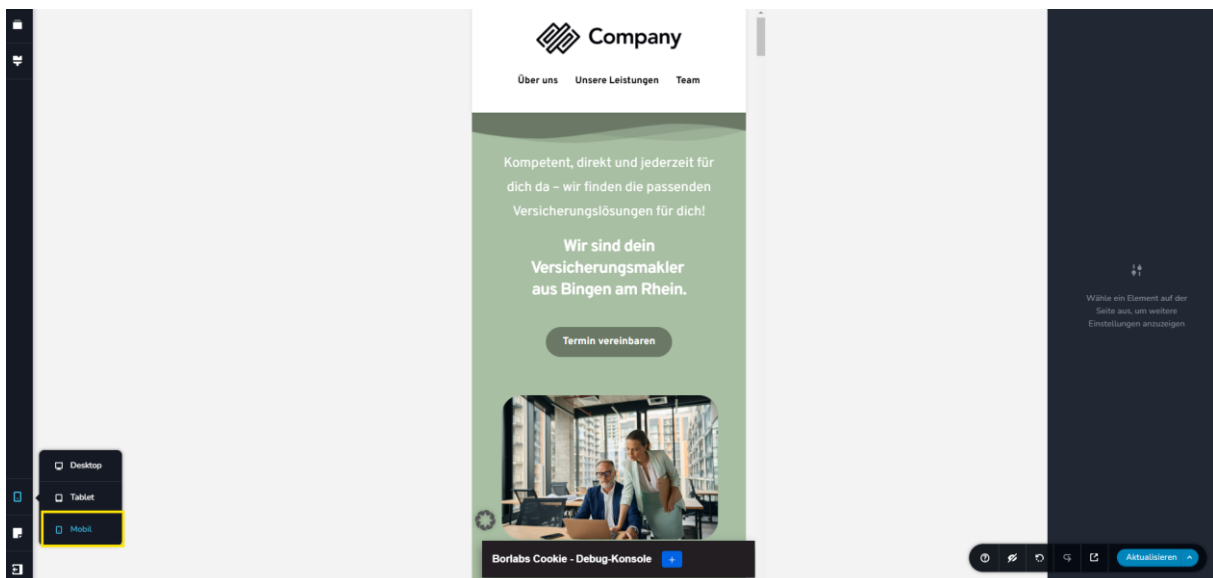 Company
Über uns Unsere Leistungen Team
Kompetent, direkt und jederzeit für
dich da – wir finden die passenden
Versicherungslösungen für dich!
Wir sind dein
Versicherungsmakler
aus Bingen am Rhein.
Termin vereinbaren
Desktop
Tablet
Mobil
Borlabs Cookie - Debug-Konsole +
Wähle ein Element auf der
Seite aus, um weitere
Einstellungen anzuzeigen
Aktualisieren